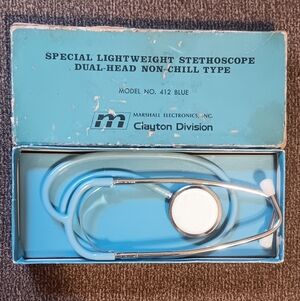 SPECIAL LIGHTWEIGHT STETHOSCOPE
DUAL-HEAD NON-CHILL TYPE
MODEL NO. 412 BLUE
m
MARSHALL ELECTRONICS, INC.
Clayton Division